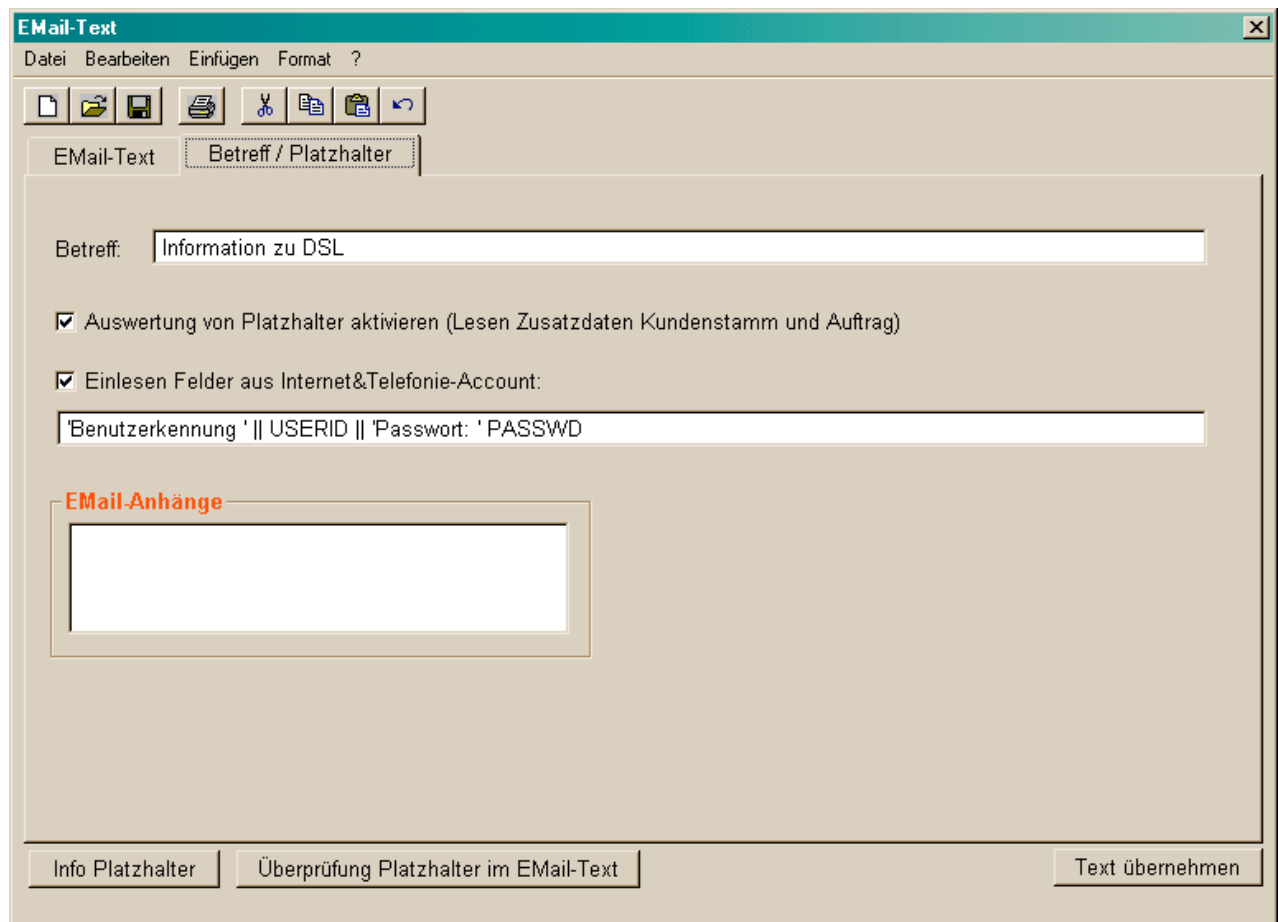 EMail-Text
Datei Bearbeiten Einfügen Format ?
EMail-Text Betreff / Platzhalter
Betreff: Information zu DSL
Auswertung von Platzhalter aktivieren (Lesen Zusatzdaten Kundenstamm und Auftrag)
Einlesen Felder aus Internet&Telefonie-Account:
'Benutzerkennung ' || USERID || 'Passwort: ' PASSWD
EMail-Anhänge
Info Platzhalter Überprüfung Platzhalter im EMail-Text Text übernehmen